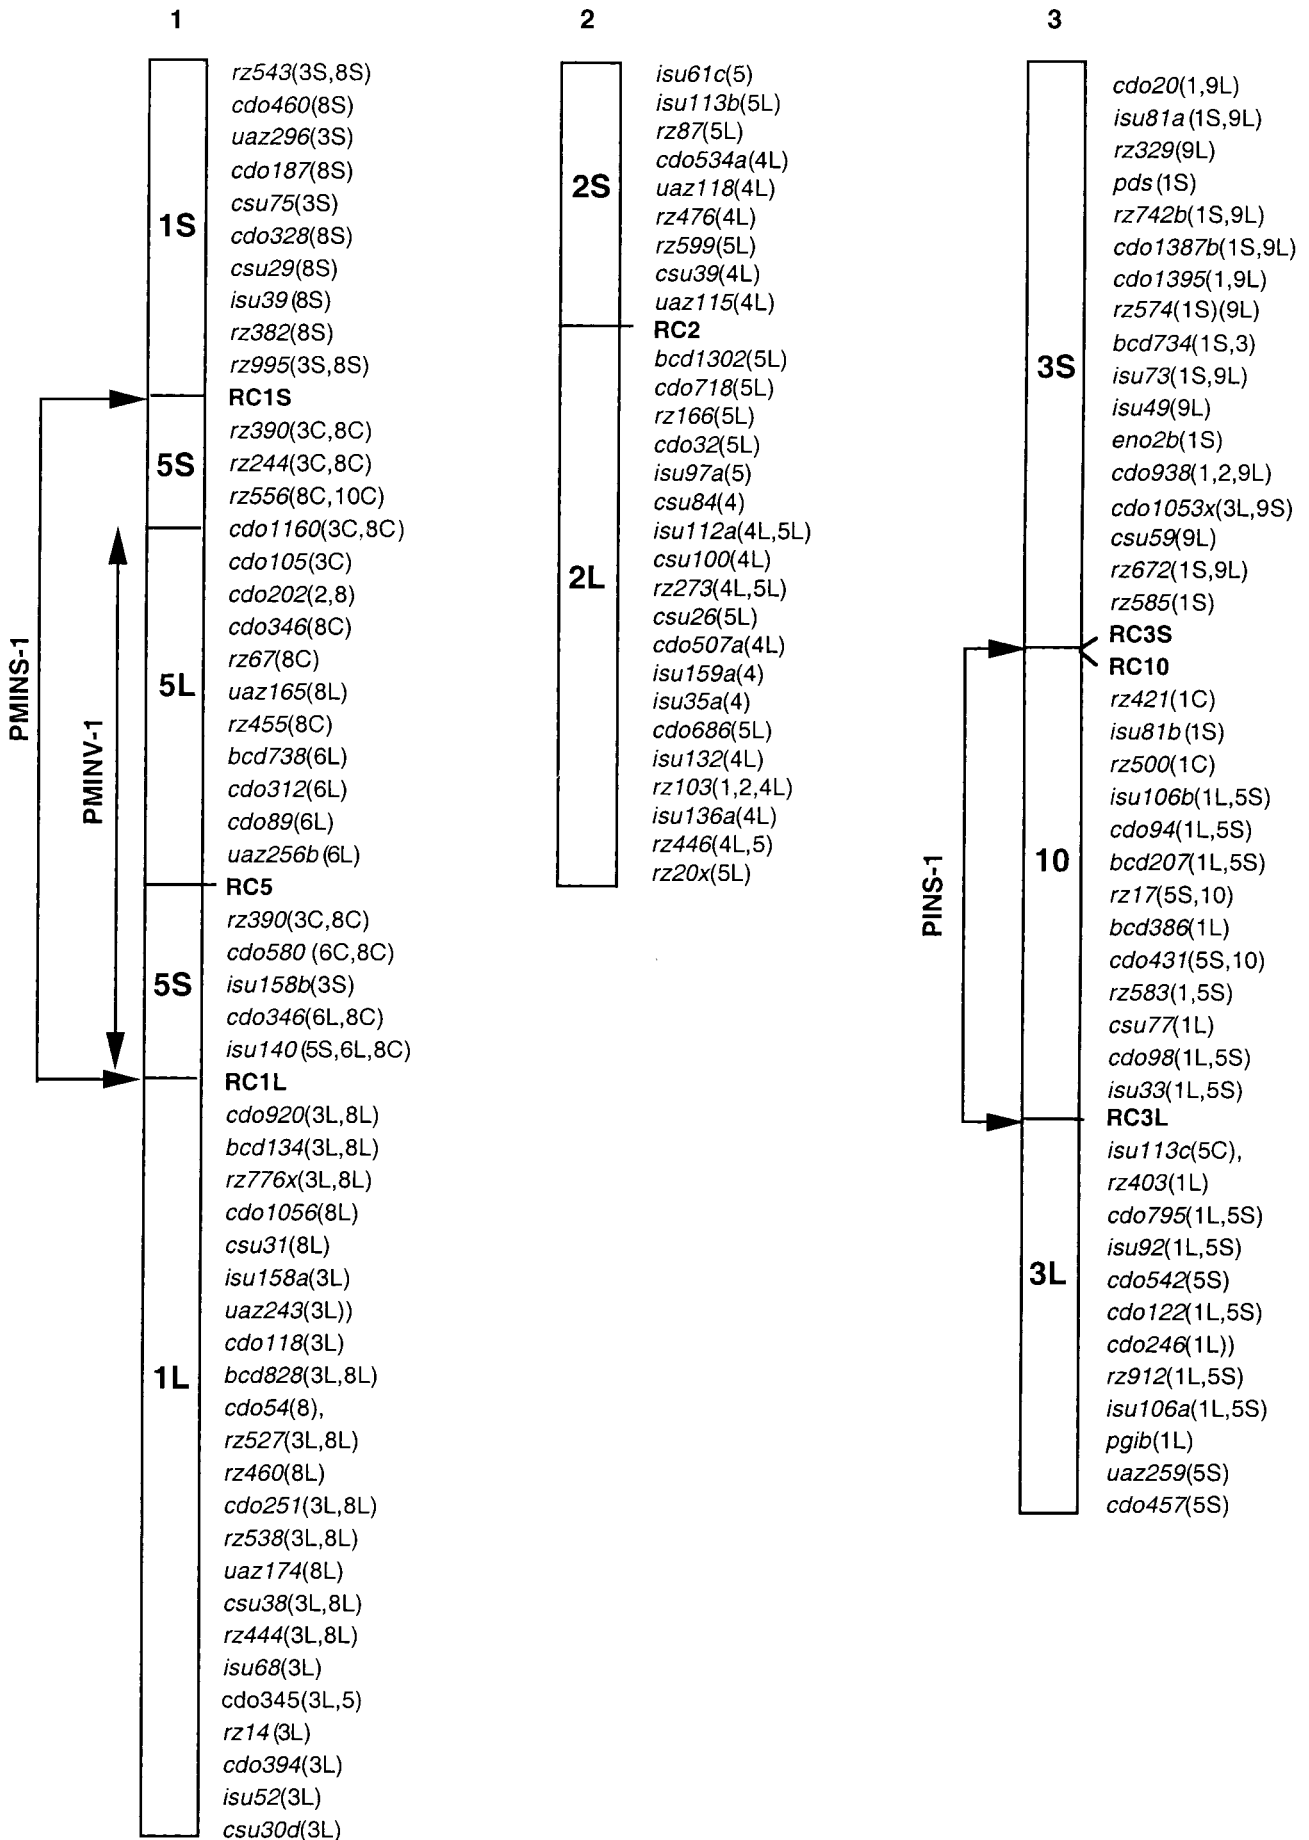 1
rz543(3S,8S)
cdo460(8S)
uaz296(3S)
cdo187(8S)
csu75(3S)
cdo328(8S)
csu29(8S)
isu39(8S)
rz382(8S)
rz995(3S,8S)
RC1S
rz390(3C,8C)
rz244(3C,8C)
rz556(8C,10C)
cdo1160(3C,8C)
cdo105(3C)
cdo202(2,8)
cdo346(8C)
rz67(8C)
uaz165(8L)
rz455(8C)
bcd738(6L)
cdo312(6L)
cdo89(6L)
uaz256b(6L)
RC5
rz390(3C,8C)
cdo580 (6C,8C)
isu158b(3S)
cdo346(6L,8C)
isu140(5S,6L,8C)
RC1L
cdo920(3L,8L)
bcd134(3L,8L)
rz776x(3L,8L)
cdo1056(8L)
csu31(8L)
isu158a(3L)
uaz243(3L))
cdo118(3L)
bcd828(3L,8L)
cdo54(8),
rz527(3L,8L)
rz460(8L)
cdo251(3L,8L)
rz538(3L,8L)
uaz174(8L)
csu38(3L,8L)
rz444(3L,8L)
isu68(3L)
cdo345(3L,5)
rz14(3L)
cdo394(3L)
isu52(3L)
csu30d(3L)
1S
5S
5L
5S
1L
PMINS-1
PMINV-1
2
isu61c(5)
isu113b(5L)
rz87(5L)
cdo534a(4L)
uaz118(4L)
rz476(4L)
rz599(5L)
csu39(4L)
uaz115(4L)
RC2
bcd1302(5L)
cdo718(5L)
rz166(5L)
cdo32(5L)
isu97a(5)
csu84(4)
isu112a(4L,5L)
csu100(4L)
rz273(4L,5L)
csu26(5L)
cdo507a(4L)
isu159a(4)
isu35a(4)
cdo686(5L)
isu132(4L)
rz103(1,2,4L)
isu136a(4L)
rz446(4L,5)
rz20x(5L)
2S
2L
3
cdo20(1,9L)
isu81a(1S,9L)
rz329(9L)
pds(1S)
rz742b(1S,9L)
cdo1387b(1S,9L)
cdo1395(1,9L)
rz574(1S)(9L)
bcd734(1S,3)
isu73(1S,9L)
isu49(9L)
eno2b(1S)
cdo938(1,2,9L)
cdo1053x(3L,9S)
csu59(9L)
rz672(1S,9L)
rz585(1S)
RC3S
RC10
rz421(1C)
isu81b(1S)
rz500(1C)
isu106b(1L,5S)
cdo94(1L,5S)
bcd207(1L,5S)
rz17(5S,10)
bcd386(1L)
cdo431(5S,10)
rz583(1,5S)
csu77(1L)
cdo98(1L,5S)
isu33(1L,5S)
RC3L
isu113c(5C),
rz403(1L)
cdo795(1L,5S)
isu92(1L,5S)
cdo542(5S)
cdo122(1L,5S)
cdo246(1L))
rz912(1L,5S)
isu106a(1L,5S)
pgib(1L)
uaz259(5S)
cdo457(5S)
3S
10
3L
PINS-1